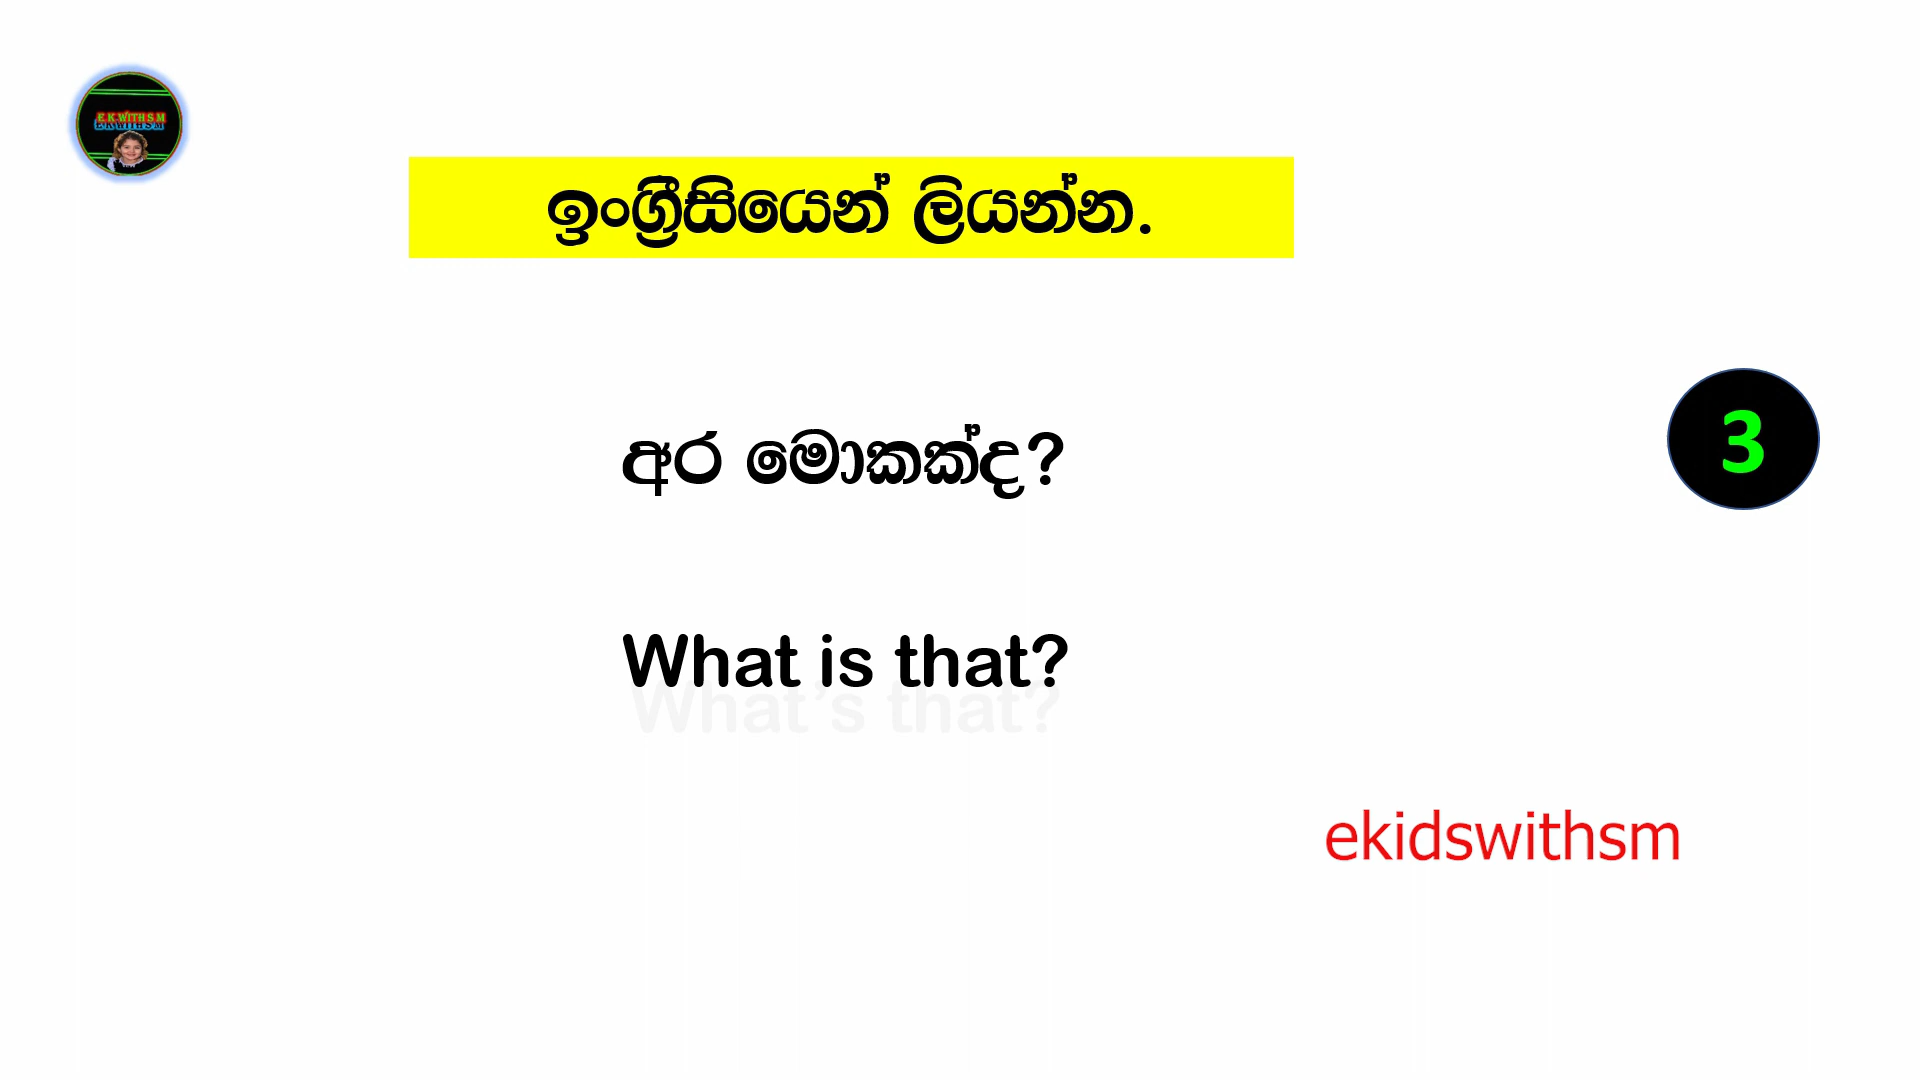 E.K WITH S M
ඉංග්‍රීසියෙන් ලියන්න.
අර මොකක්ද?
3
What is that?
What's that?
ekidswithsm